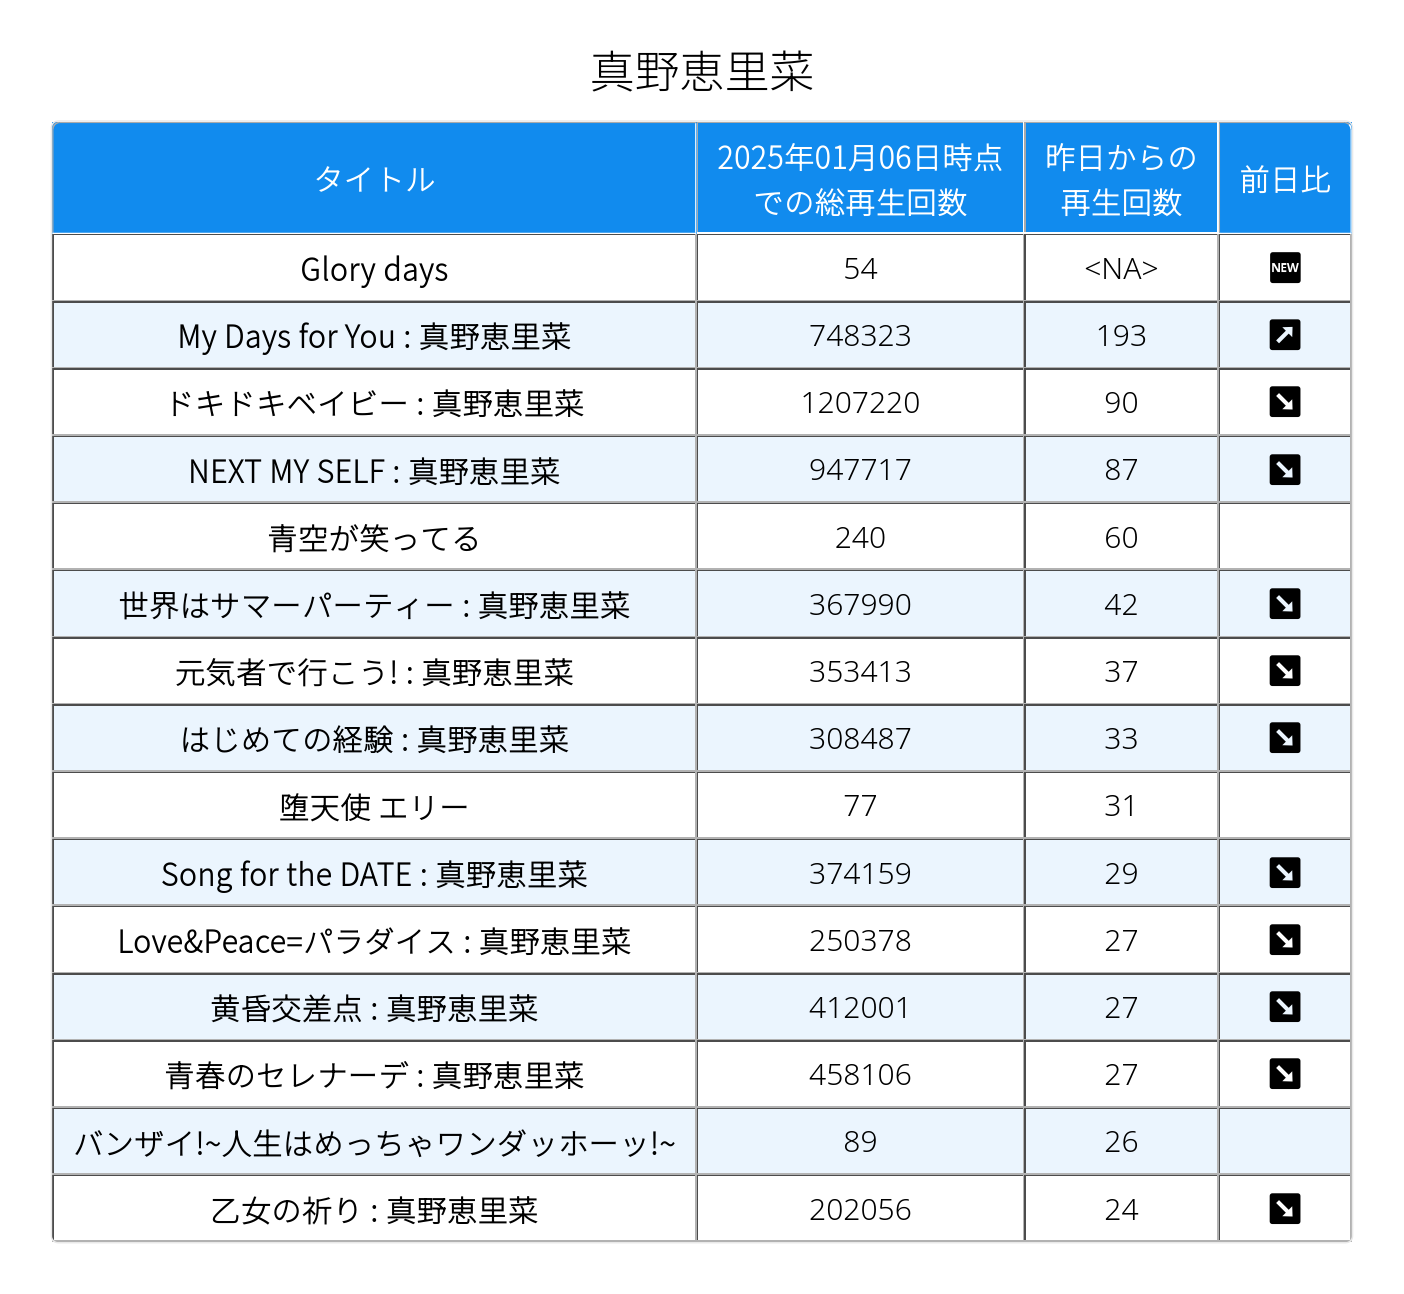 真野恵里菜
タイトル 2025年01月06日時点での総再生回数 昨日からの再生回数 前日比
Glory days 54 <NA> NEW
My Days for You : 真野恵里菜 748323 193 ↗
ドキドキベイビー : 真野恵里菜 1207220 90 ↘
NEXT MY SELF : 真野恵里菜 947717 87 ↘
青空が笑ってる 240 60
世界はサマーパーティー : 真野恵里菜 367990 42 ↘
元気者で行こう! : 真野恵里菜 353413 37 ↘
はじめての経験 : 真野恵里菜 308487 33 ↘
堕天使 エリー 77 31
Song for the DATE : 真野恵里菜 374159 29 ↘
Love&Peace=パラダイス : 真野恵里菜 250378 27 ↘
黄昏交差点 : 真野恵里菜 412001 27 ↘
青春のセレナーデ : 真野恵里菜 458106 27 ↘
バンザイ!~人生はめっちゃワンダッホーッ!~ 89 26
乙女の祈り : 真野恵里菜 202056 24 ↘